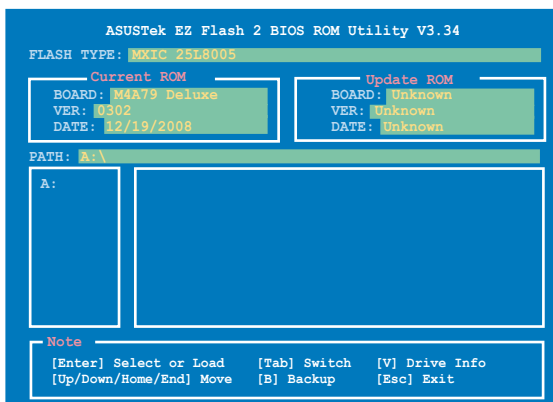 ASUSTek EZ Flash 2 BIOS ROM Utility V3.34
FLASH TYPE: MXIC 25L8005
Current ROM
BOARD: M4A79 Deluxe
VER: 0302
DATE: 12/19/2008
Update ROM
BOARD: Unknown
VER: Unknown
DATE: Unknown
PATH: A:\
A:
Note
[Enter] Select or Load [Tab] Switch [V] Drive Info
[Up/Down/Home/End] Move [B] Backup [Esc] Exit